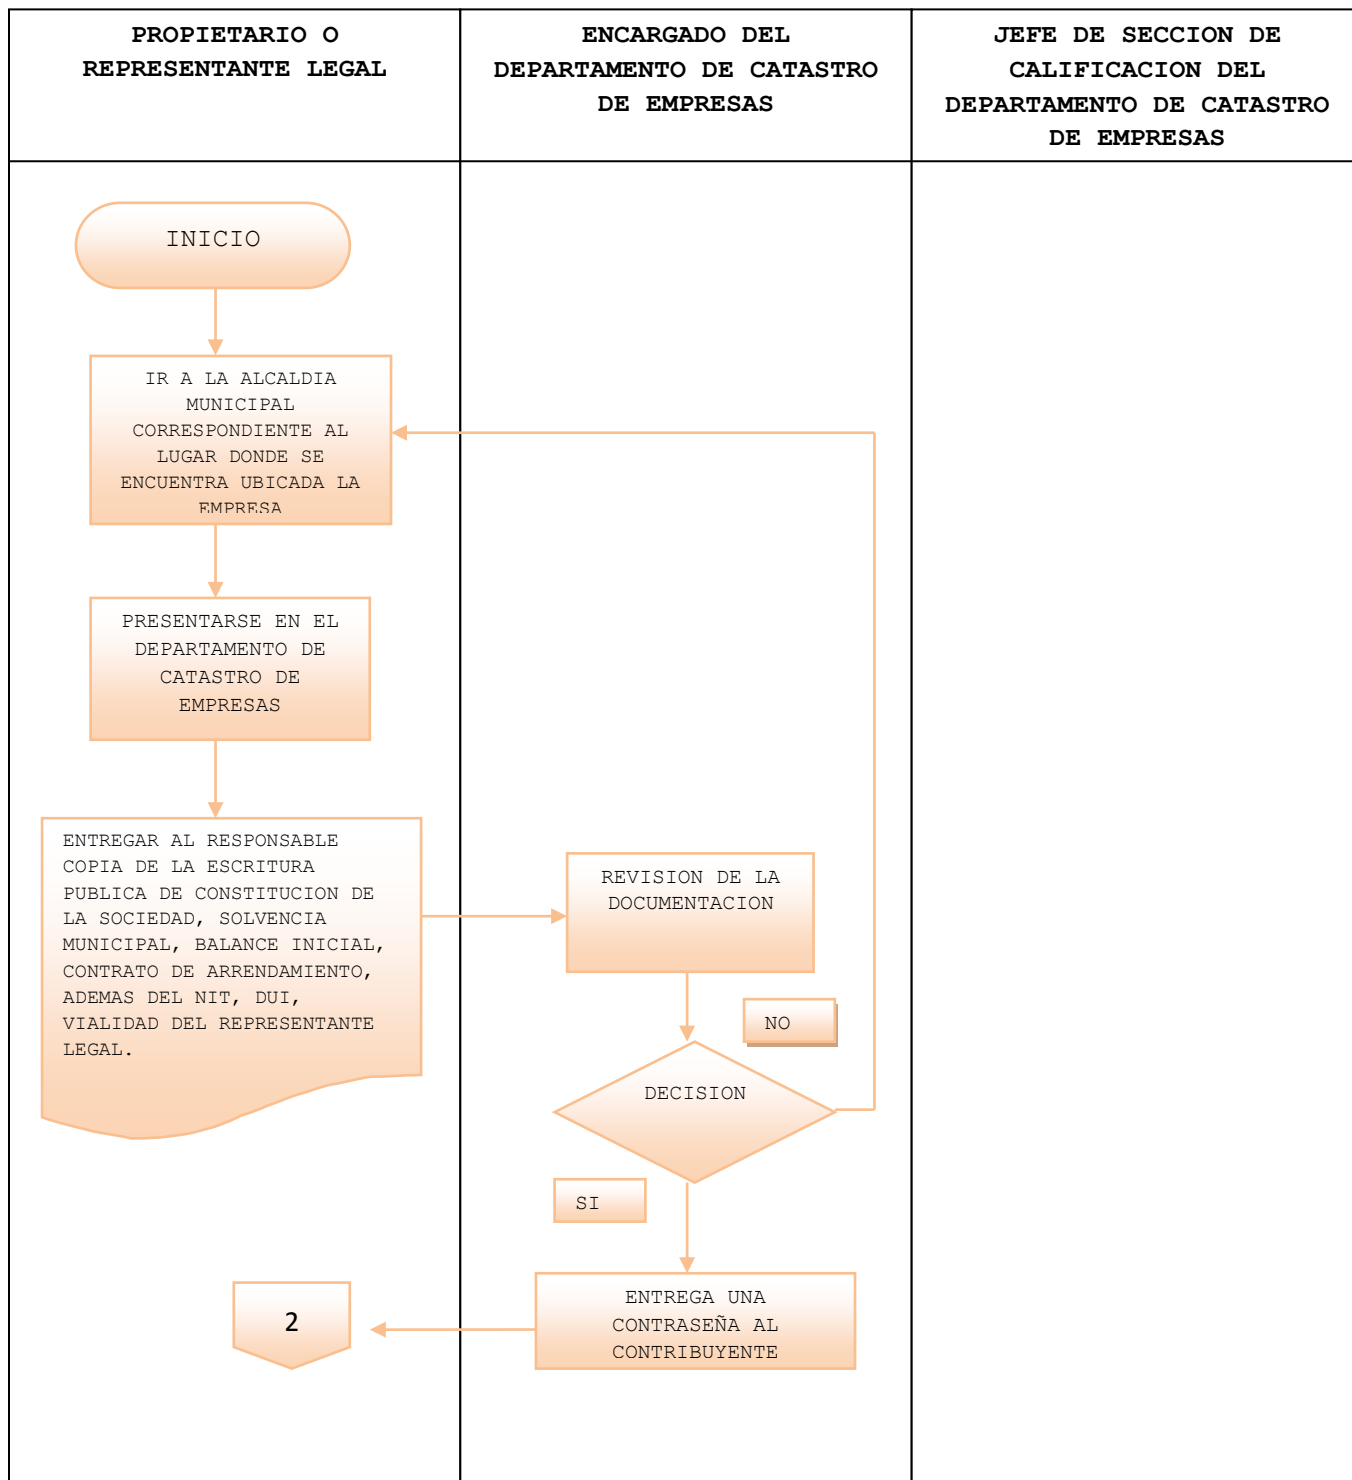 PROPIETARIO O
REPRESENTANTE LEGAL
ENCARGADO DEL
DEPARTAMENTO DE CATASTRO
DE EMPRESAS
JEFE DE SECCION DE
CALIFICACION DEL
DEPARTAMENTO DE CATASTRO
DE EMPRESAS
INICIO
IR A LA ALCALDIA
MUNICIPAL
CORRESPONDIENTE AL
LUGAR DONDE SE
ENCUENTRA UBICADA LA
EMPRESA
PRESENTARSE EN EL
DEPARTAMENTO DE
CATASTRO DE
EMPRESAS
ENTREGAR AL RESPONSABLE
COPIA DE LA ESCRITURA
PUBLICA DE CONSTITUCION DE
LA SOCIEDAD, SOLVENCIA
MUNICIPAL, BALANCE INICIAL,
CONTRATO DE ARRENDAMIENTO,
ADEMAS DEL NIT, DUI,
VIALIDAD DEL REPRESENTANTE
LEGAL.
REVISION DE LA
DOCUMENTACION
NO
DECISION
SI
ENTREGA UNA
CONTRASEÑA AL
CONTRIBUYENTE
2